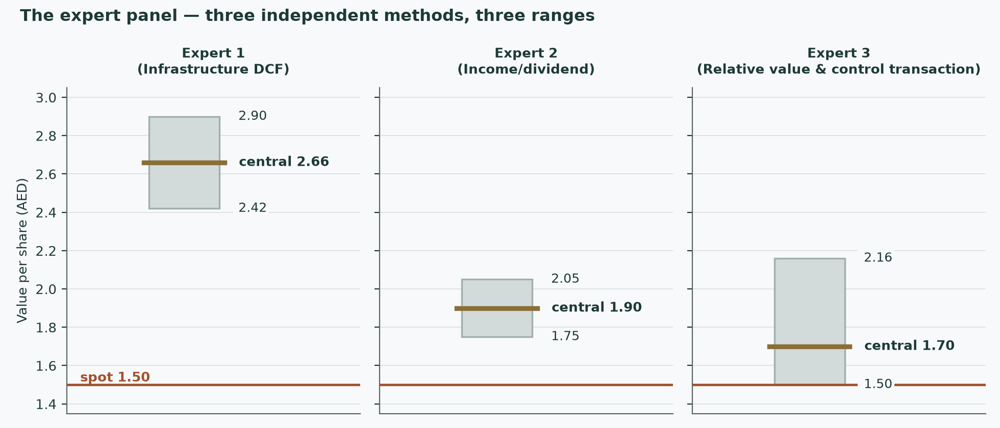 The expert panel — three independent methods, three ranges
Expert 1
(Infrastructure DCF)
Expert 2
(Income/dividend)
Expert 3
(Relative value & control transaction)
Value per share (AED)
3.0
2.8
2.6
2.4
2.2
2.0
1.8
1.6
1.4
2.90
central 2.66
2.42
spot 1.50
2.05
central 1.90
1.75
2.16
central 1.70
1.50